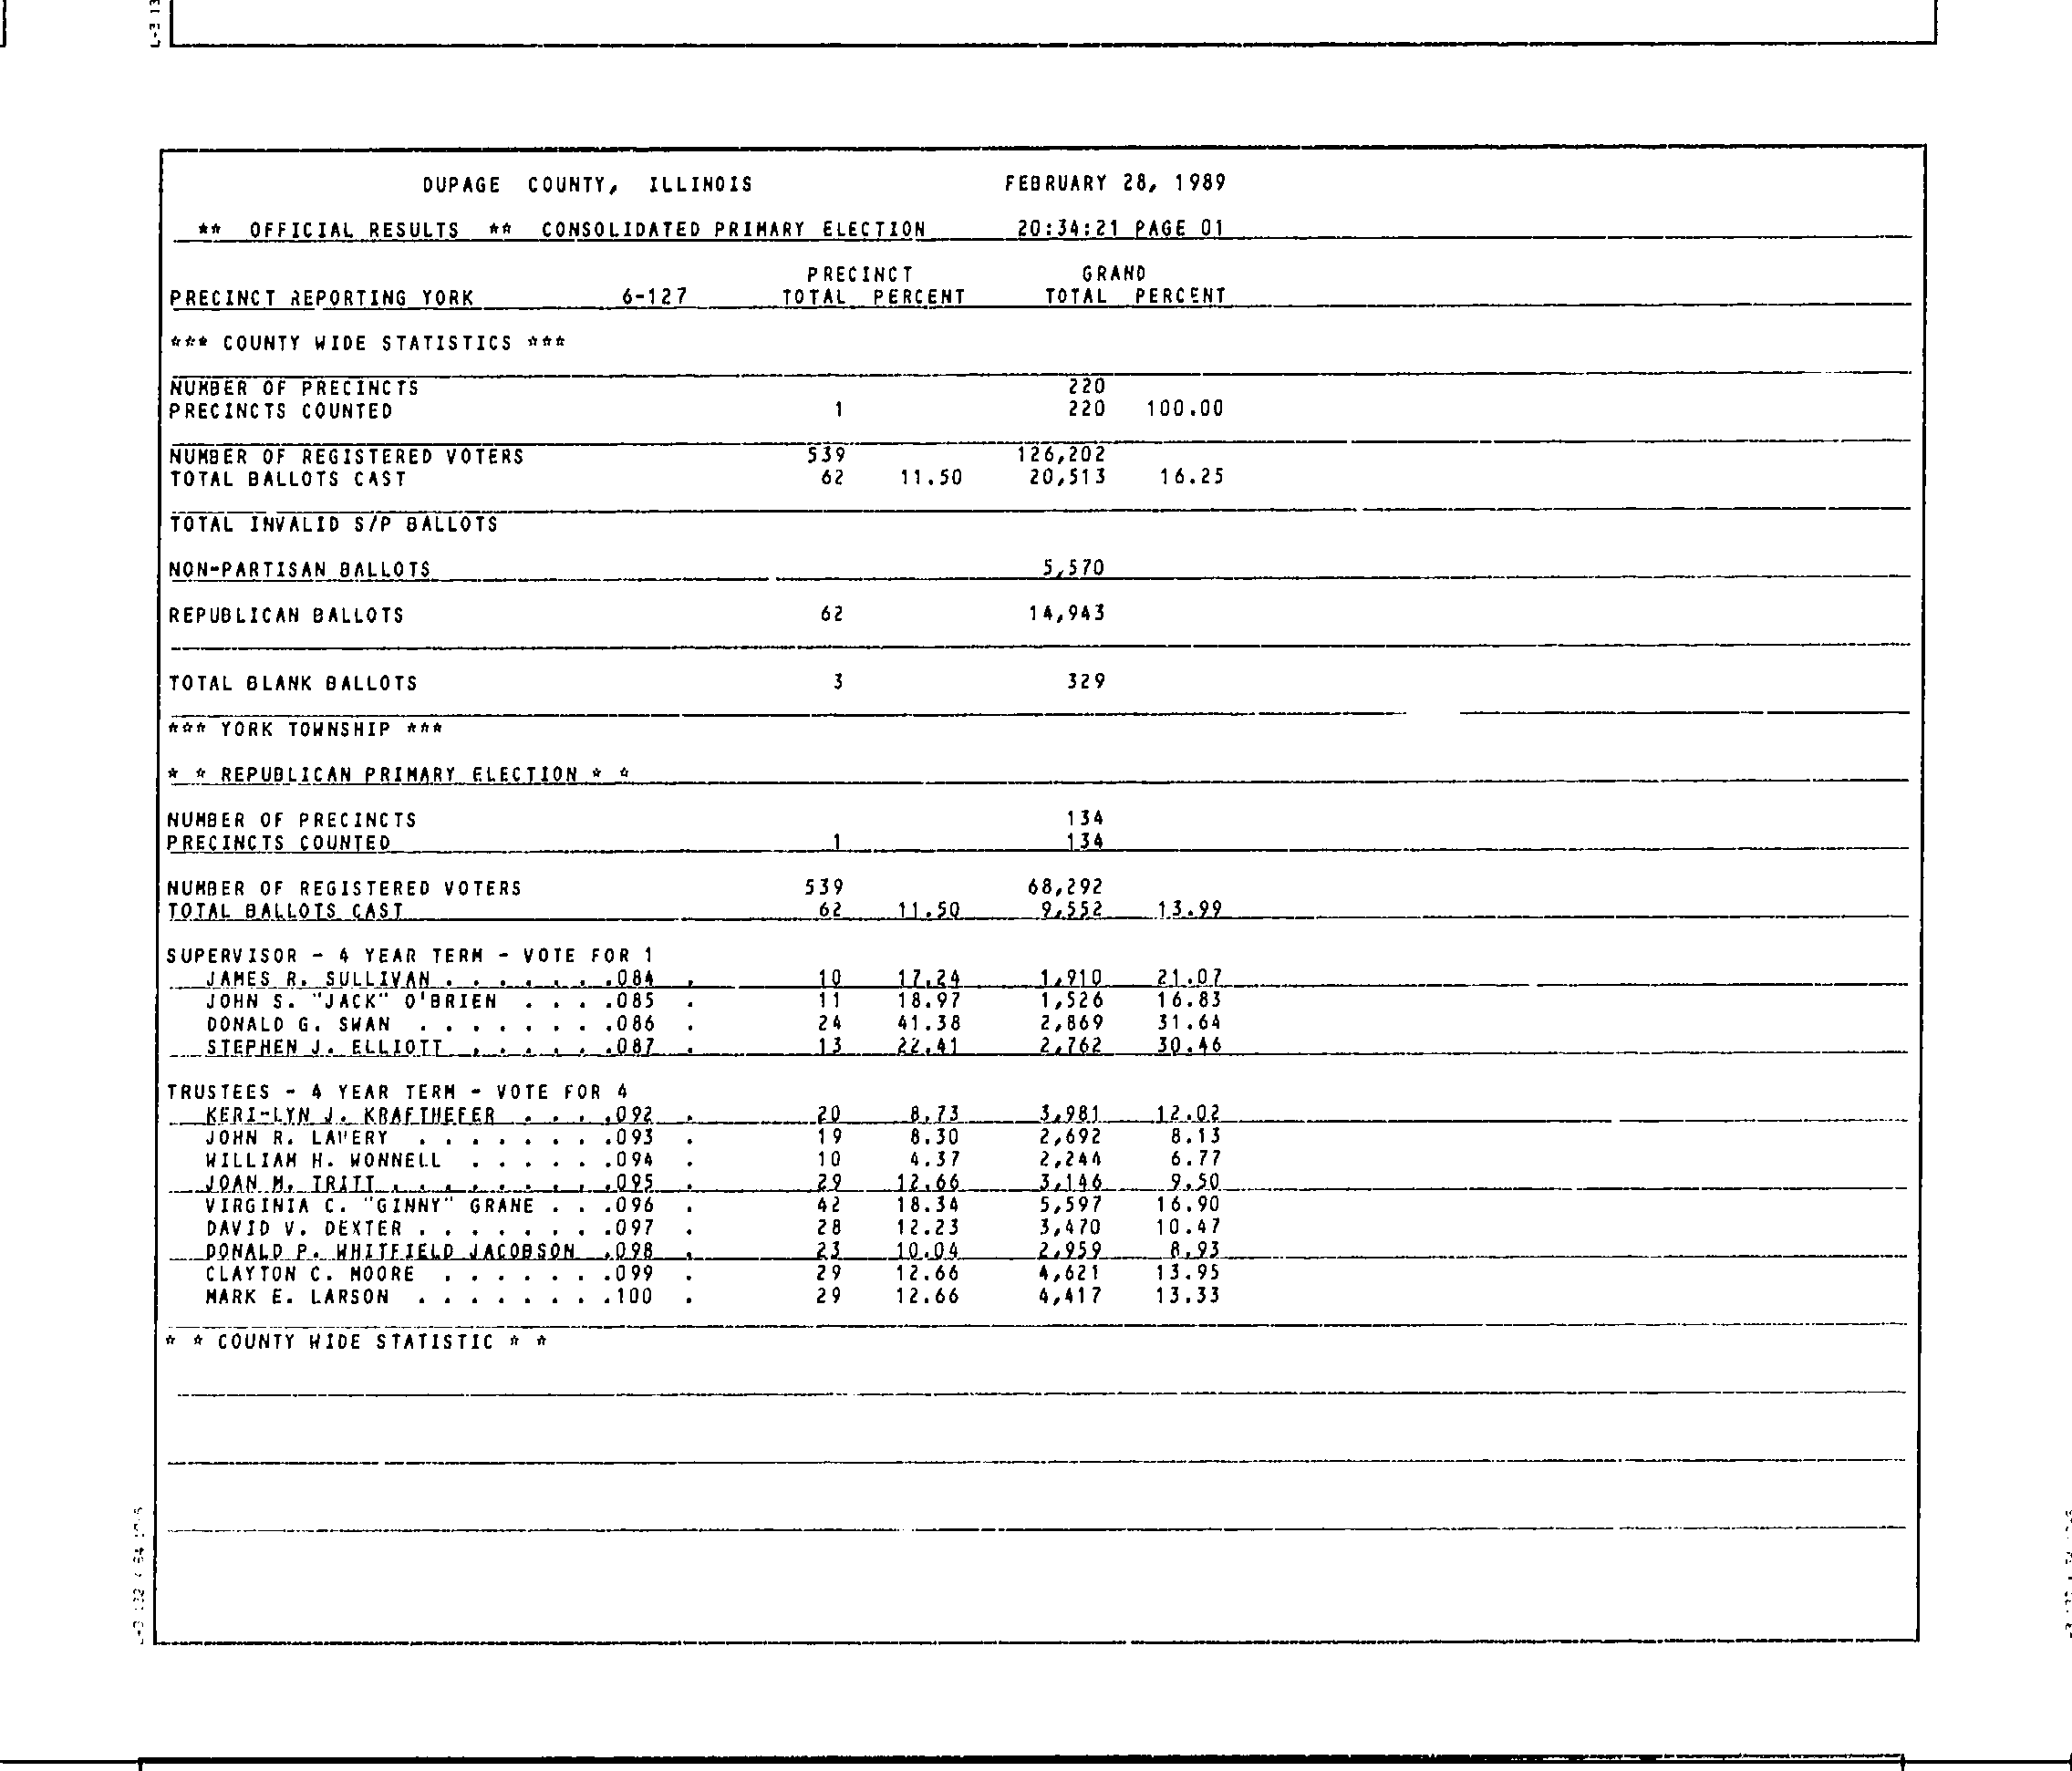 DUPAGE COUNTY, ILLINOIS FEBRUARY 28, 1989
** OFFICIAL RESULTS ** CONSOLIDATED PRIMARY ELECTION 20:34:21 PAGE 01
PRECINCT GRAND
PRECINCT REPORTING YORK 6-127 TOTAL PERCENT TOTAL PERCENT
*** COUNTY WIDE STATISTICS ***
NUMBER OF PRECINCTS 220
PRECINCTS COUNTED 1 220 100.00
NUMBER OF REGISTERED VOTERS 539 126,202
TOTAL BALLOTS CAST 62 11.50 20,513 16.25
TOTAL INVALID S/P BALLOTS
NON-PARTISAN BALLOTS 5,570
REPUBLICAN BALLOTS 62 14,943
TOTAL BLANK BALLOTS 3 329
*** YORK TOWNSHIP ***
* * REPUBLICAN PRIMARY ELECTION * *
NUMBER OF PRECINCTS 134
PRECINCTS COUNTED 1 134
NUMBER OF REGISTERED VOTERS 539 68,292
TOTAL BALLOTS CAST 62 11.50 9,552 13.99
SUPERVISOR - 4 YEAR TERM - VOTE FOR 1
JAMES R. SULLIVAN . . . . . . .084 . 10 17.24 1,910 21.07
JOHN S. "JACK" O'BRIEN . . . .085 . 11 18.97 1,526 16.83
DONALD G. SWAN . . . . . . . .086 . 24 41.38 2,869 31.64
STEPHEN J. ELLIOTT . . . . . .087 . 13 22.41 2,762 30.46
TRUSTEES - 4 YEAR TERM - VOTE FOR 4
KERI-LYN J. KRAFTHEFER . . . .092 . 20 8.73 3,981 12.02
JOHN R. LAVERY . . . . . . . .093 . 19 8.30 2,692 8.13
WILLIAM H. WONNELL . . . . . .094 . 10 4.37 2,244 6.77
JOAN M. TRITT . . . . . . . . .095 . 29 12.66 3,146 9.50
VIRGINIA C. "GINNY" GRANE . . .096 . 42 18.34 5,597 16.90
DAVID V. DEXTER . . . . . . . .097 . 28 12.23 3,470 10.47
DONALD P. WHITFIELD JACOBSON .098 . 23 10.04 2,959 8.93
CLAYTON C. MOORE . . . . . . .099 . 29 12.66 4,621 13.95
MARK E. LARSON . . . . . . . .100 . 29 12.66 4,417 13.33
* * COUNTY WIDE STATISTIC * *